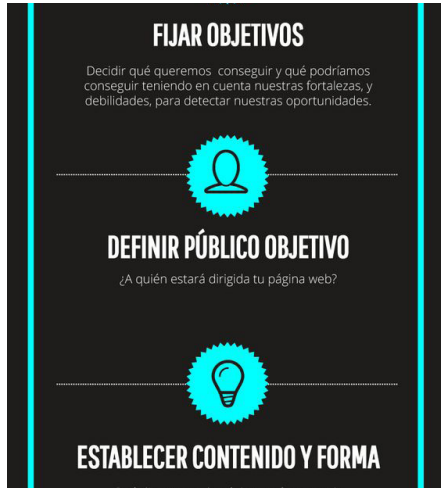 FIJAR OBJETIVOS
Decidir qué queremos conseguir y qué podríamos
conseguir teniendo en cuenta nuestras fortalezas, y
debilidades, para detectar nuestras oportunidades.
DEFINIR PÚBLICO OBJETIVO
¿A quién estará dirigida tu página web?
ESTABLECER CONTENIDO Y FORMA